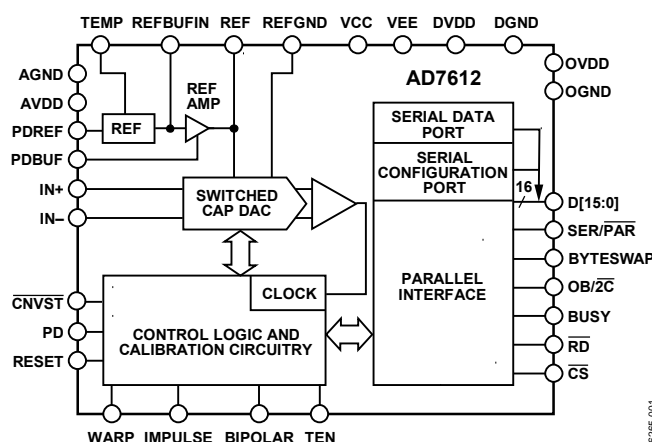 TEMP REFBUFIN REF REFGND VCC VEE DVDD DGND
AGND
AVDD
PDREF
PDBUF
IN+
IN–
CNVST
PD
RESET
REF
REF
AMP
SWITCHED
CAP DAC
CLOCK
CONTROL LOGIC AND
CALIBRATION CIRCUITRY
AD7612
SERIAL DATA
PORT
SERIAL
CONFIGURATION
PORT
16
PARALLEL
INTERFACE
OVDD
OGND
D[15:0]
SER/PAR
BYTESWAP
OB/2C
BUSY
RD
CS
WARP IMPULSE BIPOLAR TEN